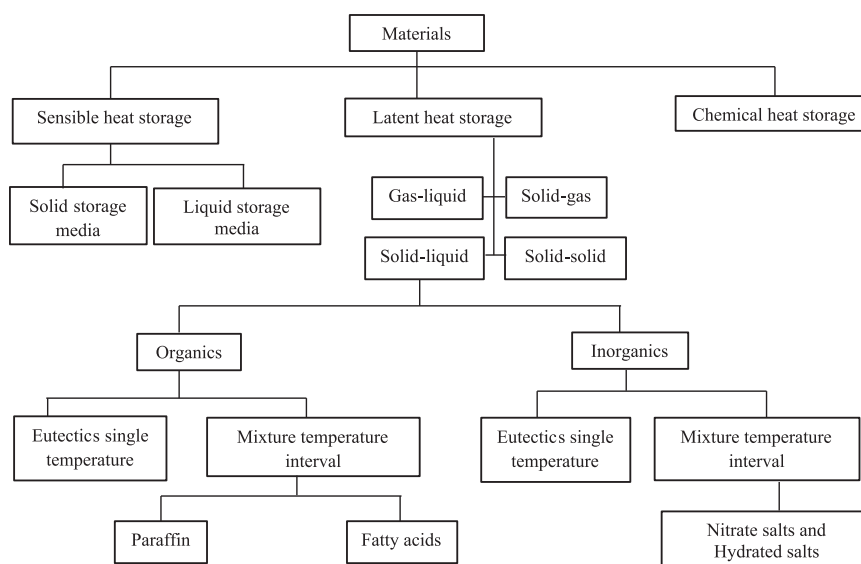 Materials
Sensible heat storage
Latent heat storage
Chemical heat storage
Solid storage
media
Liquid storage
media
Gas-liquid
Solid-gas
Solid-liquid
Solid-solid
Organics
Inorganics
Eutectics single
temperature
Mixture temperature
interval
Eutectics single
temperature
Mixture temperature
interval
Paraffin
Fatty acids
Nitrate salts and
Hydrated salts